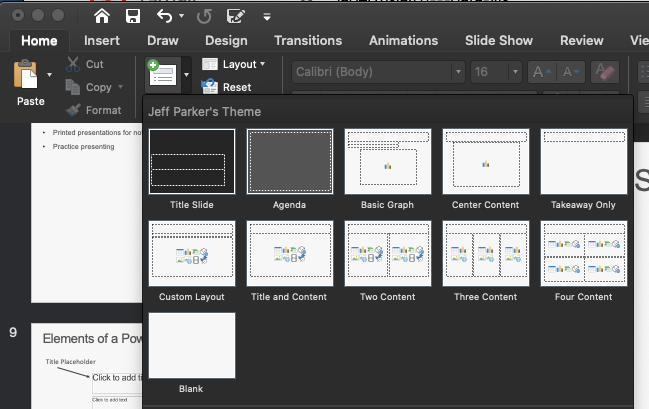 Home Insert Draw Design Transitions Animations Slide Show Review
Paste
Cut
Copy
Format
Layout
Reset
Calibri (Body) 16 A A A
Jeff Parker's Theme
Title Slide Agenda Basic Graph Center Content Takeaway Only
Custom Layout Title and Content Two Content Three Content Four Content
Blank
• Printed presentations for no
• Practice presenting
9
Elements of a Pow
Title Placeholder
Click to add ti
Click to add text
S